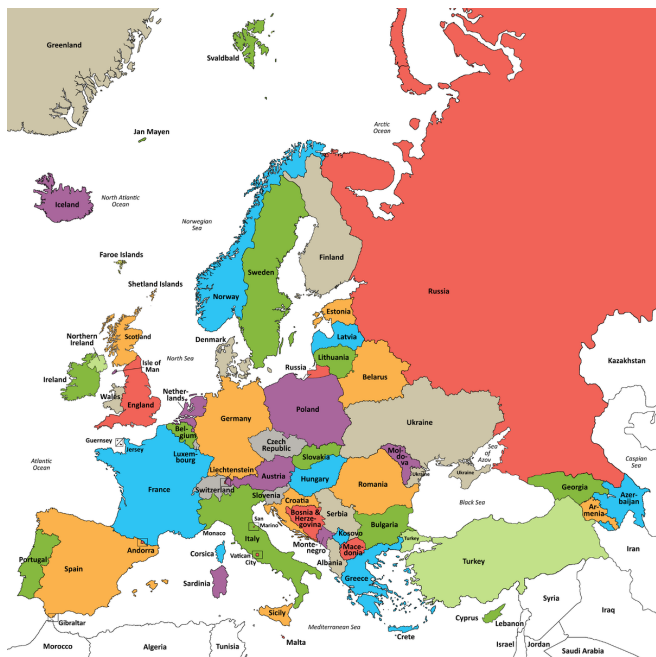 Greenland
Svaldbald
Jan Mayen
Arctic
Ocean
Iceland
North Atlantic
Ocean
Norwegian
Sea
Faroe Islands
Shetland Islands
Finland
Sweden
Norway
Russia
Northern
Ireland
Scotland
Estonia
Latvia
Lithuania
Denmark
North Sea
Isle of
Man
Ireland
Wales
England
Nether-
lands
Russia
Belarus
Kazakhstan
Germany
Poland
Ukraine
Bel-
gium
Guernsey
Jersey
Luxem-
bourg
Czech
Republic
Slovakia
Mol-
do-
va
Sea
of
Azov
Caspian
Sea
Atlantic
Ocean
Liechtenstein
Austria
Switzerland
Hungary
Ukraine
Ukraine
France
Slovenia
Croatia
Romania
Black Sea
Georgia
Azer-
baijan
Ar-
menia
Bosnia &
Herze-
govina
Serbia
San
Marino
Italy
Monaco
Andorra
Corsica
Vatican
City
Monte-
negro
Kosovo
Bulgaria
Turkey
Mace-
donia
Albania
Portugal
Spain
Sardinia
Greece
Turkey
Iran
Gibraltar
Sicily
Mediterranean Sea
Malta
Crete
Cyprus
Lebanon
Syria
Iraq
Morocco
Algeria
Tunisia
Israel
Jordan
Saudi Arabia